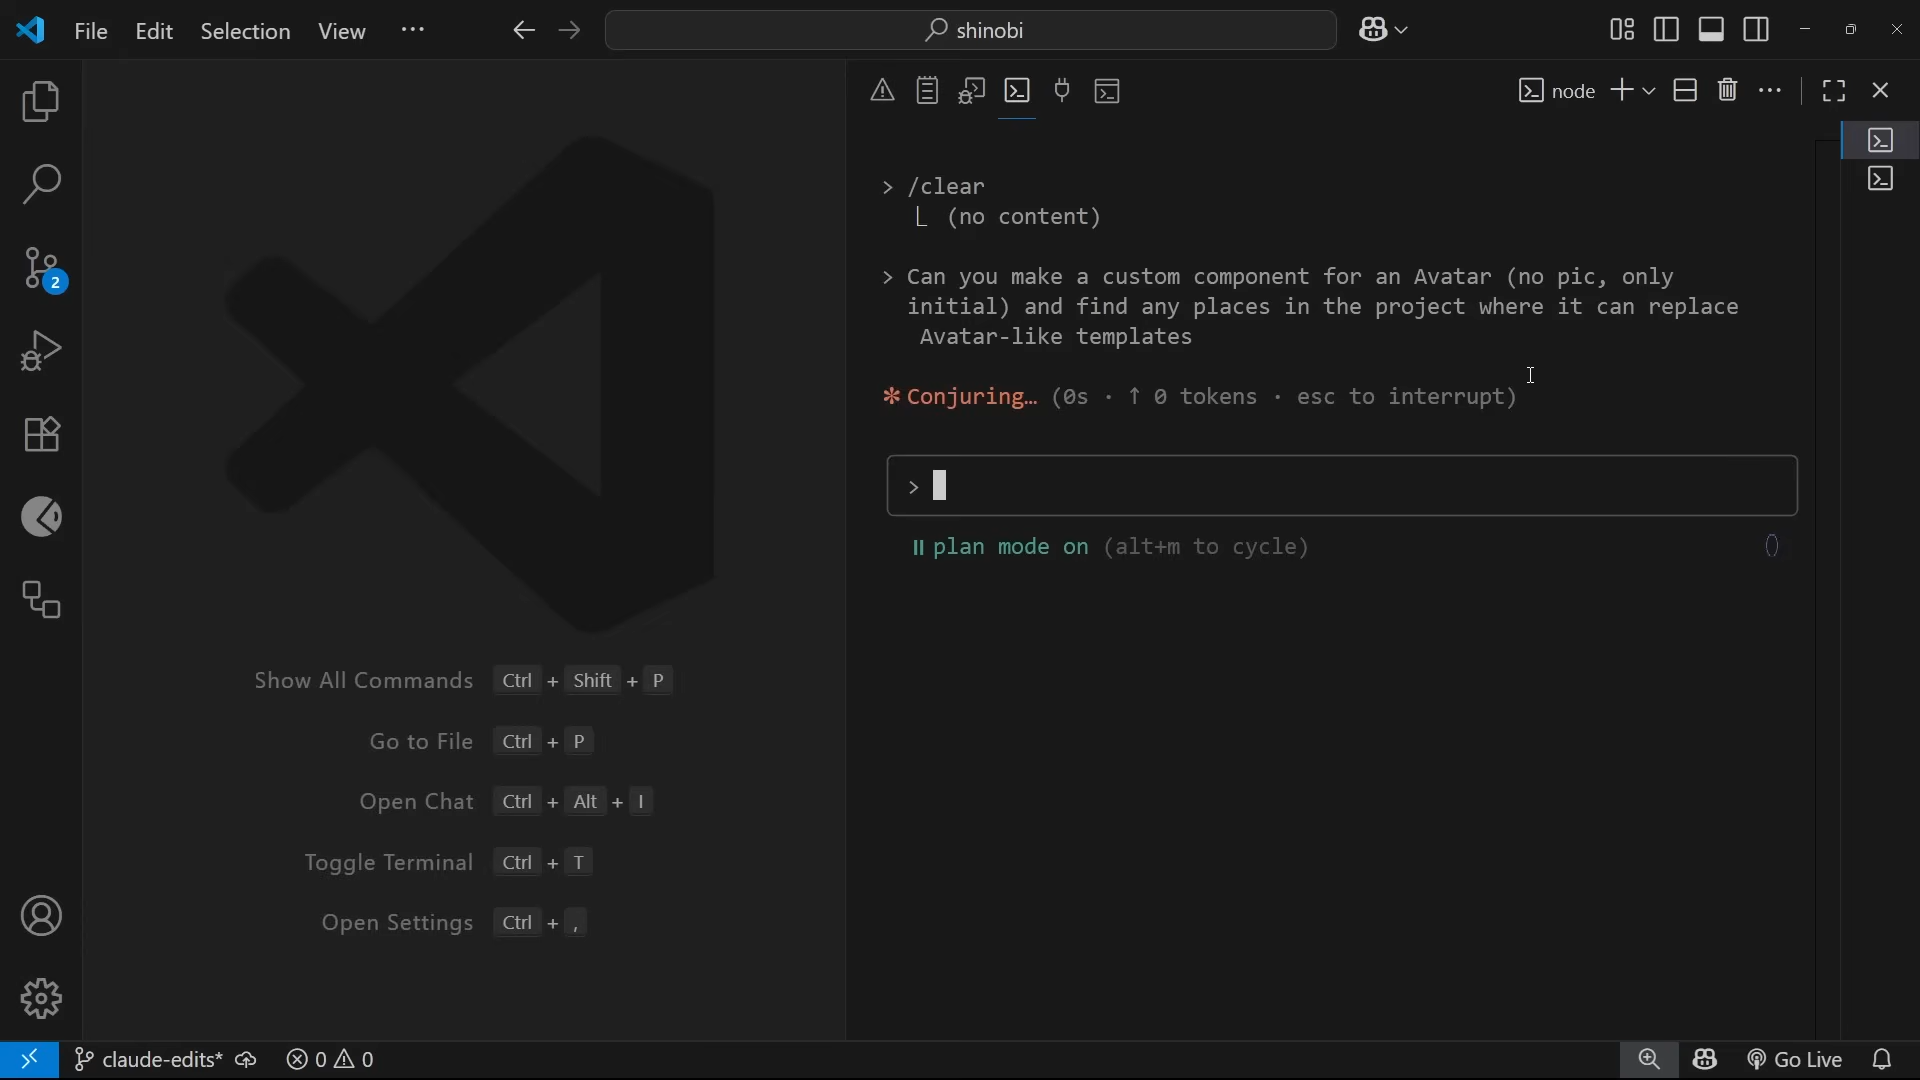 File Edit Selection View ···
shinobi
node
> /clear
⎿ (no content)
> Can you make a custom component for an Avatar (no pic, only
initial) and find any places in the project where it can replace
Avatar-like templates
✻ Conjuring… (0s · ↑ 0 tokens · esc to interrupt)
>
⏸ plan mode on (alt+m to cycle)
2
Show All Commands Ctrl + Shift + P
Go to File Ctrl + P
Open Chat Ctrl + Alt + I
Toggle Terminal Ctrl + T
Open Settings Ctrl + ,
claude-edits* 0 0 Go Live